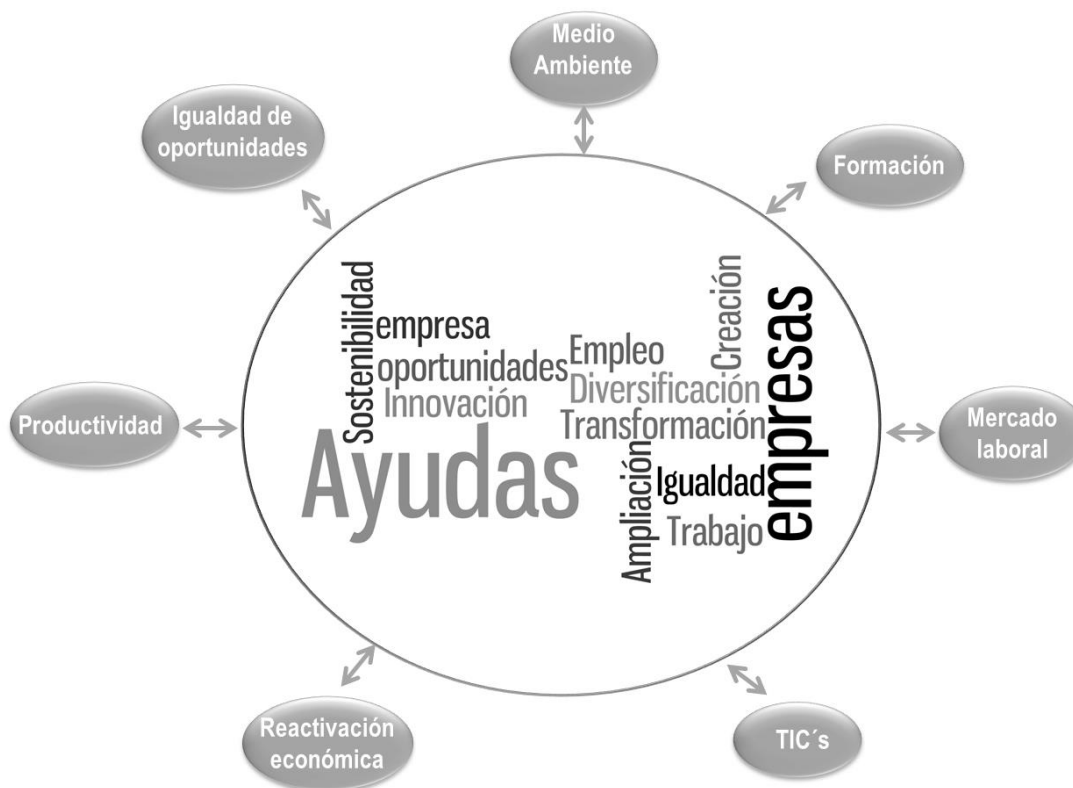 Medio
Ambiente
Igualdad de
oportunidades
Formación
Sostenibilidad
empresa
oportunidades
Innovación
Ayudas
Empleo
Diversificación
Transformación
Creación
empresas
Ampliación
Igualdad
Trabajo
Productividad
Mercado
laboral
Reactivación
económica
TIC´s